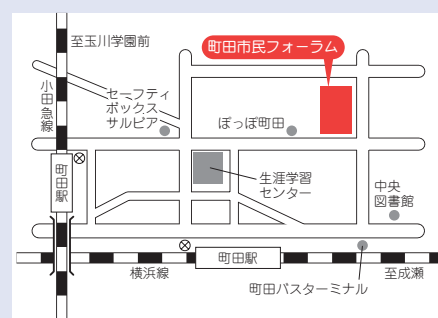 至玉川学園前
町田市民フォーラム
小田急線
セーフティ
ボックス
サルビア
ぽっぽ町田
町田駅
生涯学習
センター
中央
図書館
横浜線
町田駅
至成瀬
町田バスターミナル